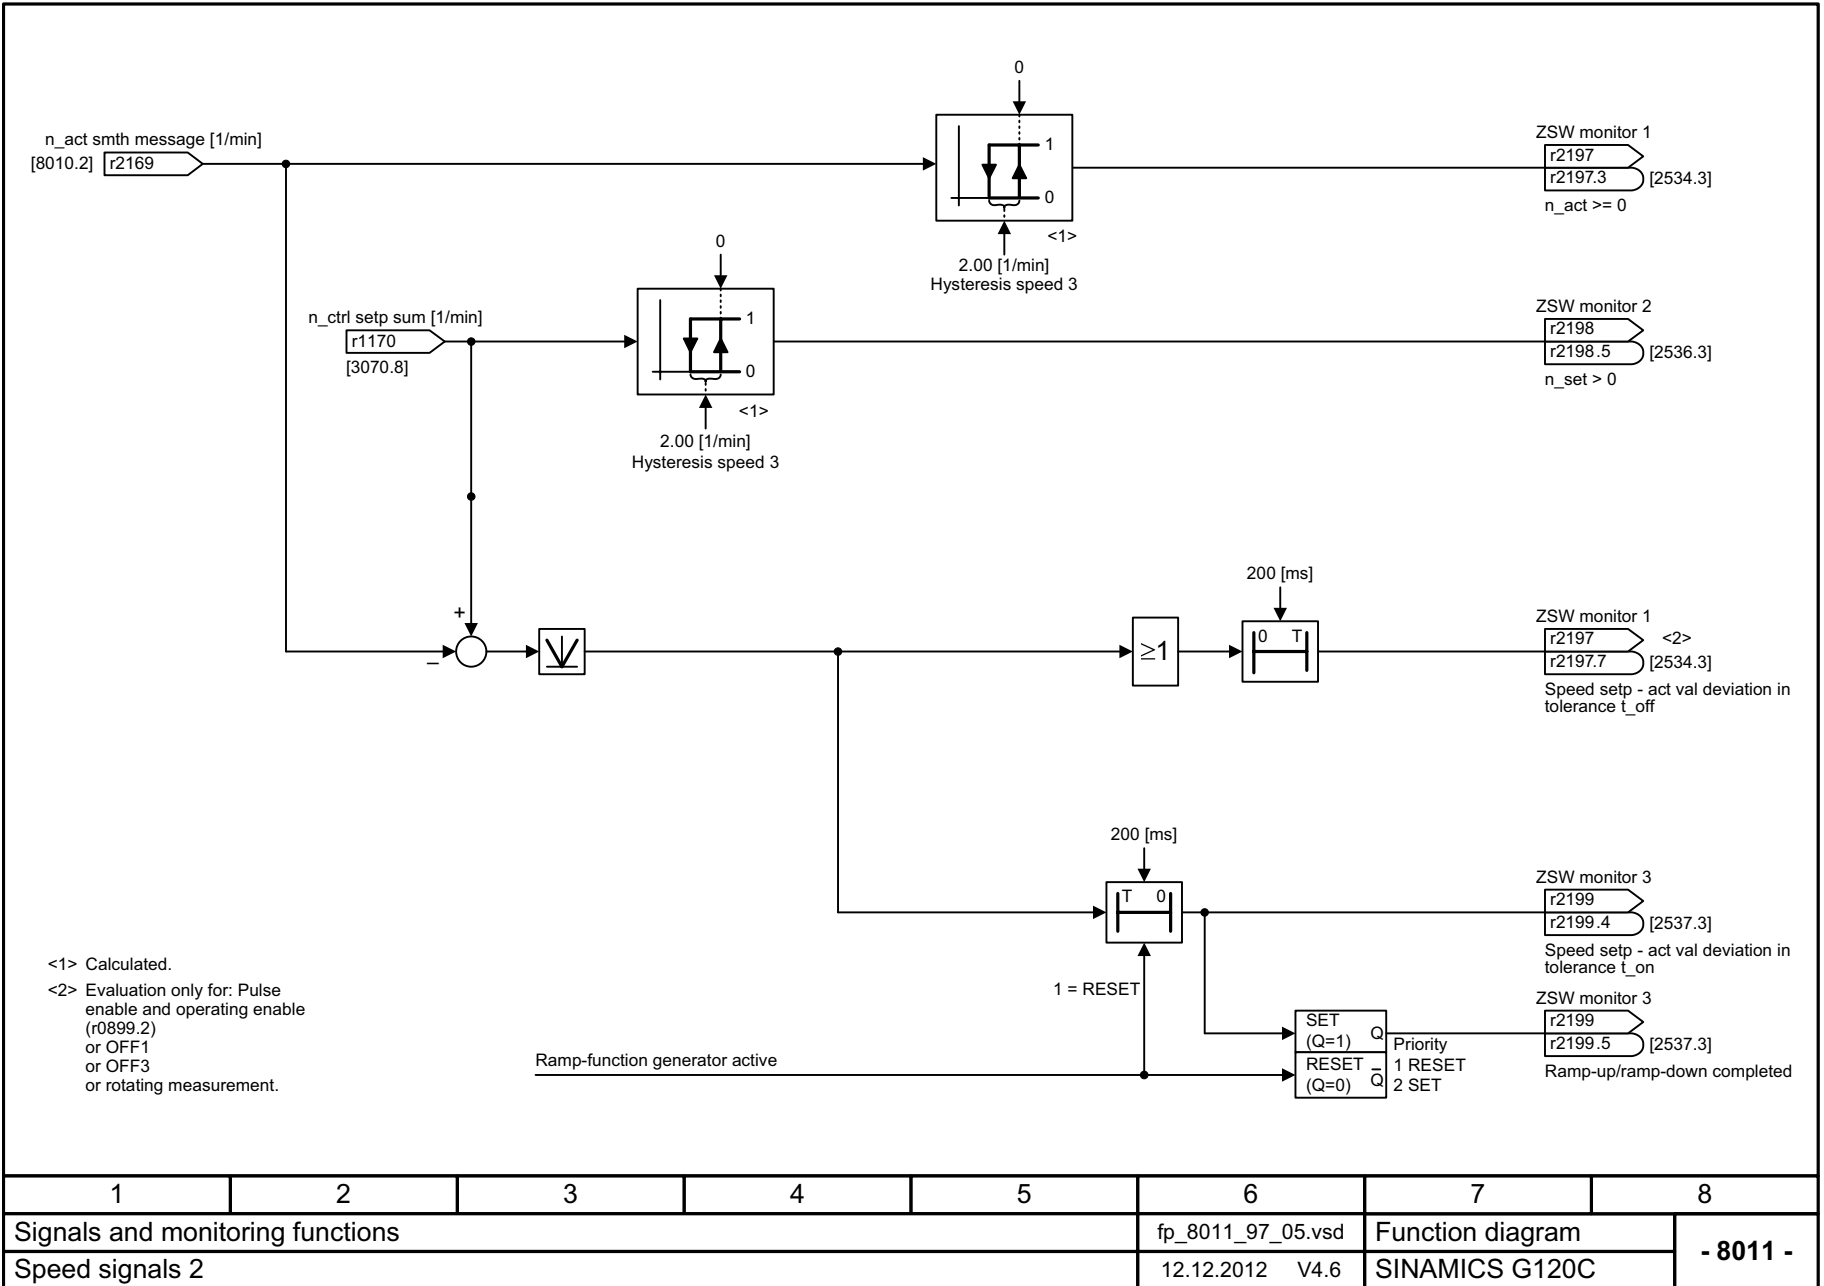 0
n_act smth message [1/min]
[8010.2] r2169
1
0
<1>
2.00 [1/min]
Hysteresis speed 3
ZSW monitor 1
r2197
r2197.3 [2534.3]
n_act >= 0
0
n_ctrl setp sum [1/min]
r1170
[3070.8]
1
0
<1>
2.00 [1/min]
Hysteresis speed 3
ZSW monitor 2
r2198
r2198.5 [2536.3]
n_set > 0
+
–
≥1
200 [ms]
0 T
ZSW monitor 1
r2197 <2>
r2197.7 [2534.3]
Speed setp - act val deviation in
tolerance t_off
200 [ms]
T 0
1 = RESET
ZSW monitor 3
r2199
r2199.4 [2537.3]
Speed setp - act val deviation in
tolerance t_on
Ramp-function generator active
SET
(Q=1) Q
RESET
(Q=0) Q̅
Priority
1 RESET
2 SET
ZSW monitor 3
r2199
r2199.5 [2537.3]
Ramp-up/ramp-down completed
<1> Calculated.
<2> Evaluation only for: Pulse
enable and operating enable
(r0899.2)
or OFF1
or OFF3
or rotating measurement.
1 2 3 4 5 6 7 8
Signals and monitoring functions fp_8011_97_05.vsd Function diagram
- 8011 -
Speed signals 2 12.12.2012 V4.6 SINAMICS G120C